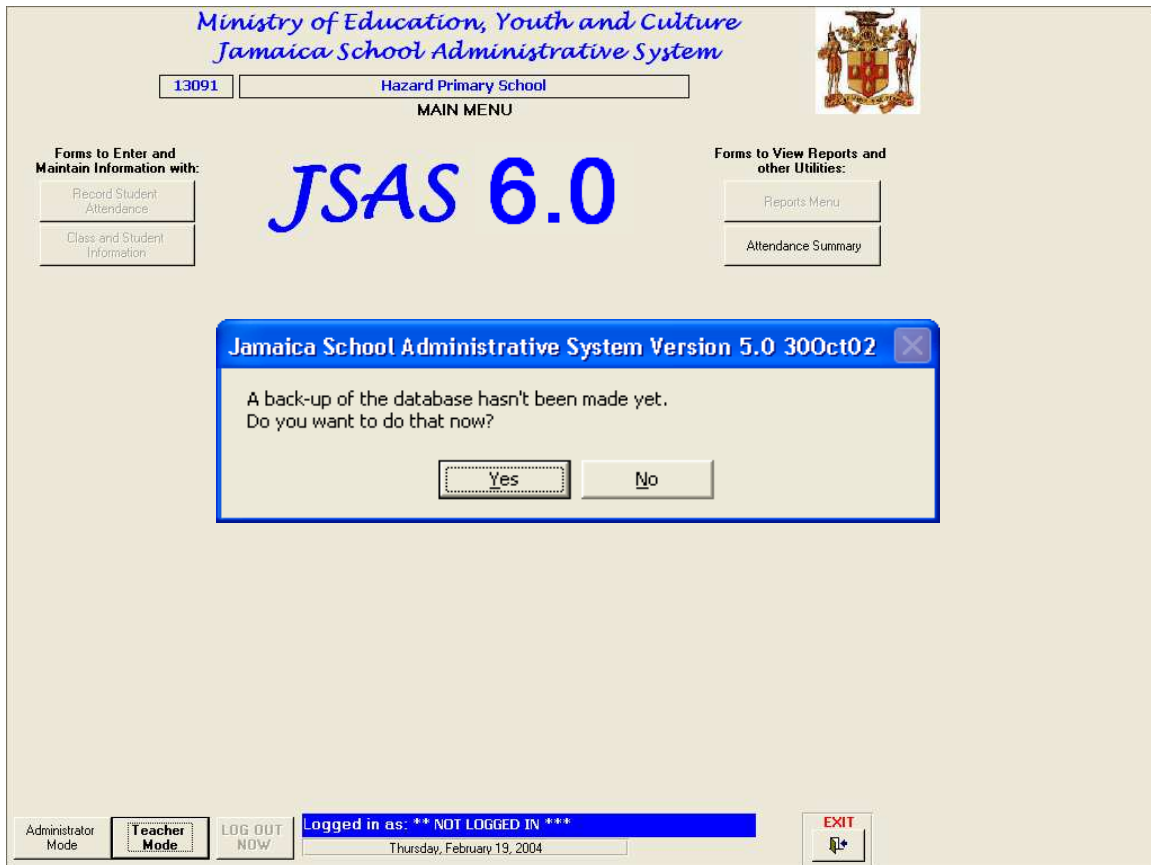 Ministry of Education, Youth and Culture
Jamaica School Administrative System
13091
Hazard Primary School
MAIN MENU
Forms to Enter and
Maintain Information with:
Record Student
Attendance
Class and Student
Information
JSAS 6.0
Forms to View Reports and
other Utilities:
Reports Menu
Attendance Summary
Jamaica School Administrative System Version 5.0 30Oct02
A back-up of the database hasn't been made yet.
Do you want to do that now?
Yes
No
Administrator
Mode
Teacher
Mode
LOG OUT
NOW
Logged in as: ** NOT LOGGED IN ***
Thursday, February 19, 2004
EXIT